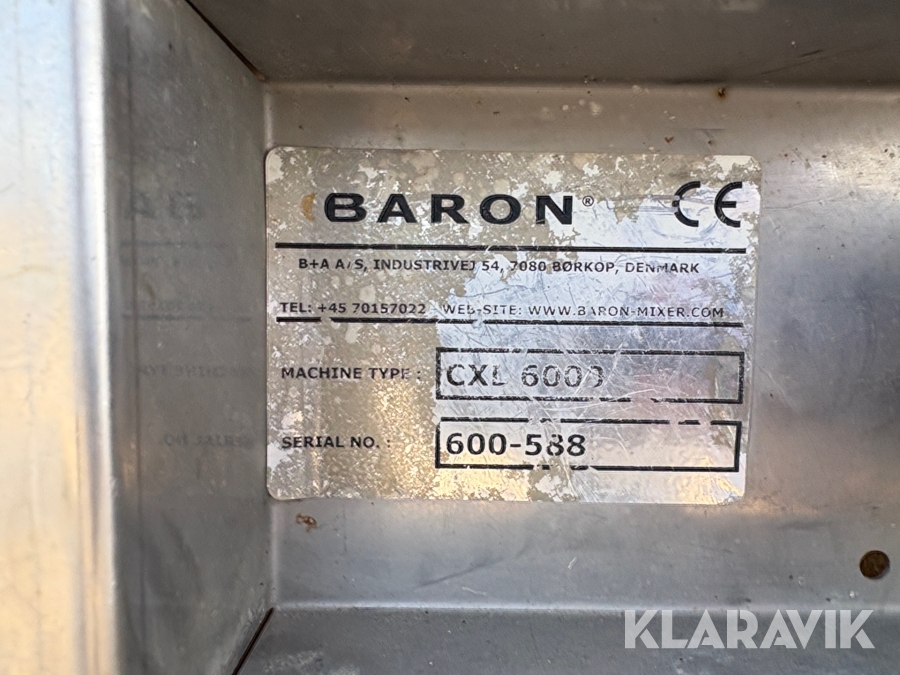 BARON® CE
B+A A/S, INDUSTRIVEJ 54, 7080 BØRKOP, DENMARK
TEL: +45 70157022 WEB-SITE: WWW.BARON-MIXER.COM
MACHINE TYPE : CXL 6000
SERIAL NO. : 600-588
KLARAVIK